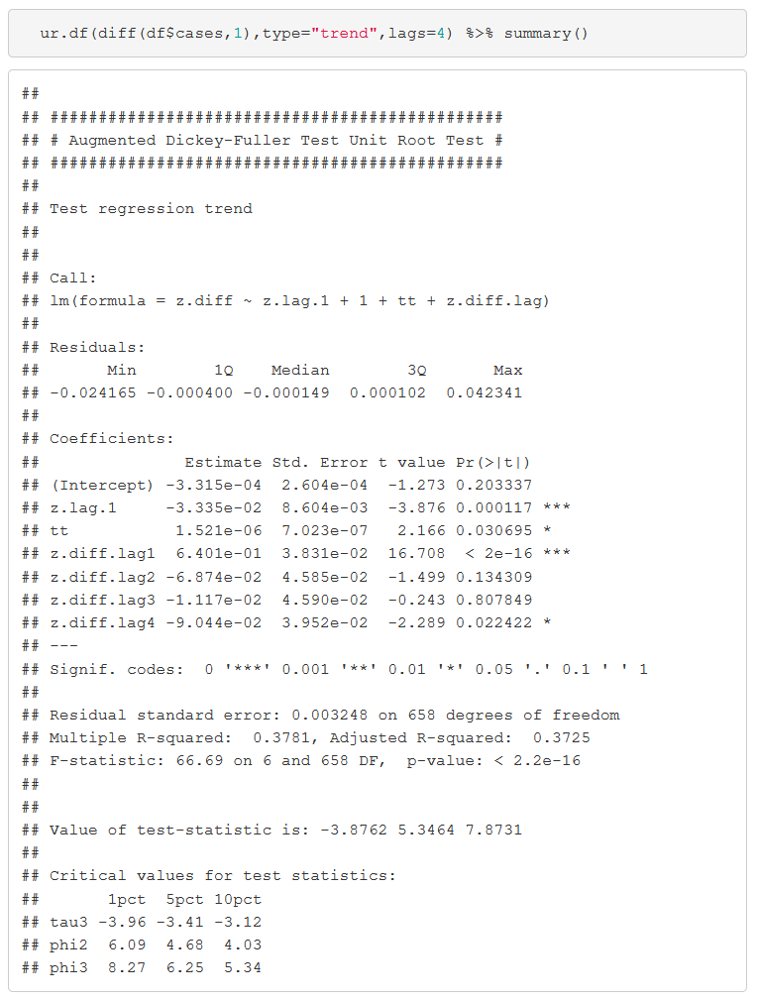 ur.df(diff(df$cases,1),type="trend",lags=4) %>% summary()
##
## ###############################################
## # Augmented Dickey-Fuller Test Unit Root Test #
## ###############################################
##
## Test regression trend
##
##
## Call:
## lm(formula = z.diff ~ z.lag.1 + 1 + tt + z.diff.lag)
##
## Residuals:
##       Min        1Q    Median        3Q       Max
## -0.024165 -0.000400 -0.000149  0.000102  0.042341
##
## Coefficients:
##               Estimate Std. Error t value Pr(>|t|)
## (Intercept) -3.315e-04  2.604e-04  -1.273 0.203337
## z.lag.1     -3.335e-02  8.604e-03  -3.876 0.000117 ***
## tt           1.521e-06  7.023e-07   2.166 0.030695 *
## z.diff.lag1  6.401e-01  3.831e-02  16.708  < 2e-16 ***
## z.diff.lag2 -6.874e-02  4.585e-02  -1.499 0.134309
## z.diff.lag3 -1.117e-02  4.590e-02  -0.243 0.807849
## z.diff.lag4 -9.044e-02  3.952e-02  -2.289 0.022422 *
## ---
## Signif. codes:  0 '***' 0.001 '**' 0.01 '*' 0.05 '.' 0.1 ' ' 1
##
## Residual standard error: 0.003248 on 658 degrees of freedom
## Multiple R-squared:  0.3781, Adjusted R-squared:  0.3725
## F-statistic: 66.69 on 6 and 658 DF,  p-value: < 2.2e-16
##
##
## Value of test-statistic is: -3.8762 5.3464 7.8731
##
## Critical values for test statistics:
##       1pct  5pct 10pct
## tau3 -3.96 -3.41 -3.12
## phi2  6.09  4.68  4.03
## phi3  8.27  6.25  5.34